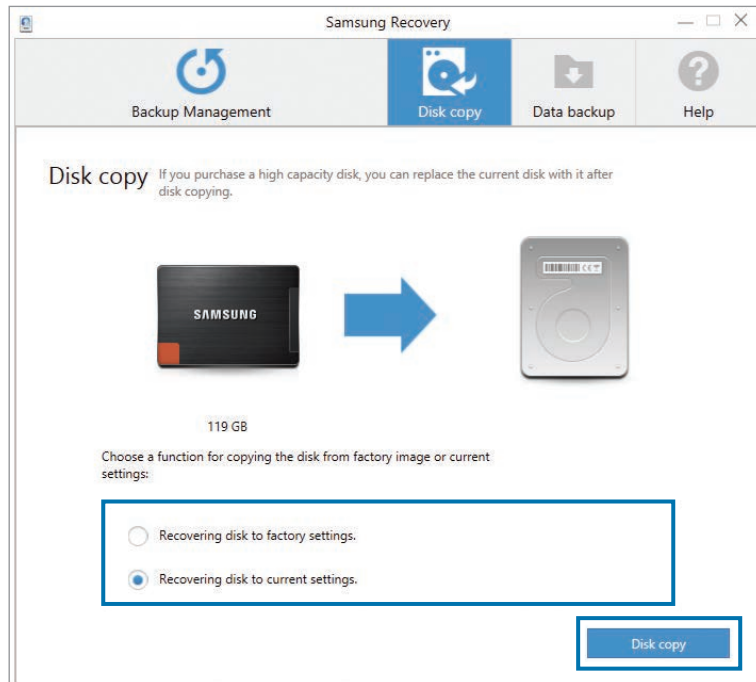 Samsung Recovery
Backup Management
Disk copy
Data backup
Help
Disk copy
If you purchase a high capacity disk, you can replace the current disk with it after
disk copying.
SAMSUNG
119 GB
Choose a function for copying the disk from factory image or current
settings:
Recovering disk to factory settings.
Recovering disk to current settings.
Disk copy